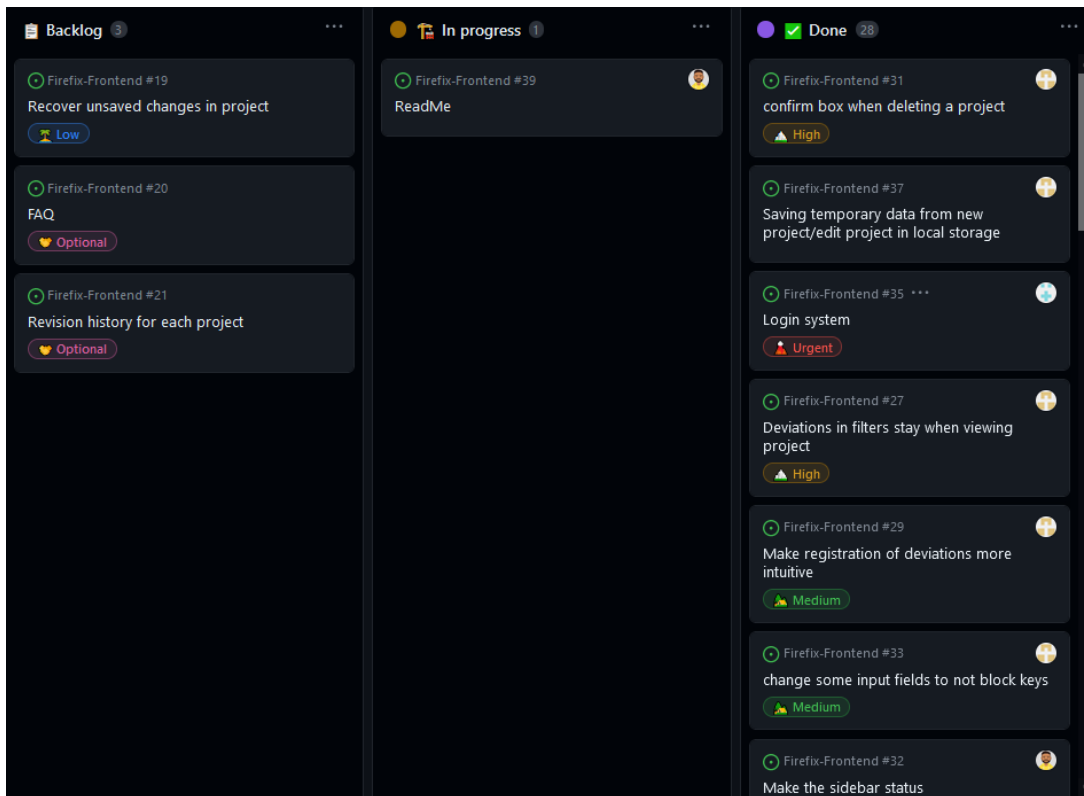 Backlog 3
Firefix-Frontend #19
Recover unsaved changes in project
Low
Firefix-Frontend #20
FAQ
Optional
Firefix-Frontend #21
Revision history for each project
Optional
In progress 1
Firefix-Frontend #39
ReadMe
Done 28
Firefix-Frontend #31
confirm box when deleting a project
High
Firefix-Frontend #37
Saving temporary data from new
project/edit project in local storage
Firefix-Frontend #35
Login system
Urgent
Firefix-Frontend #27
Deviations in filters stay when viewing
project
High
Firefix-Frontend #29
Make registration of deviations more
intuitive
Medium
Firefix-Frontend #33
change some input fields to not block keys
Medium
Firefix-Frontend #32
Make the sidebar status